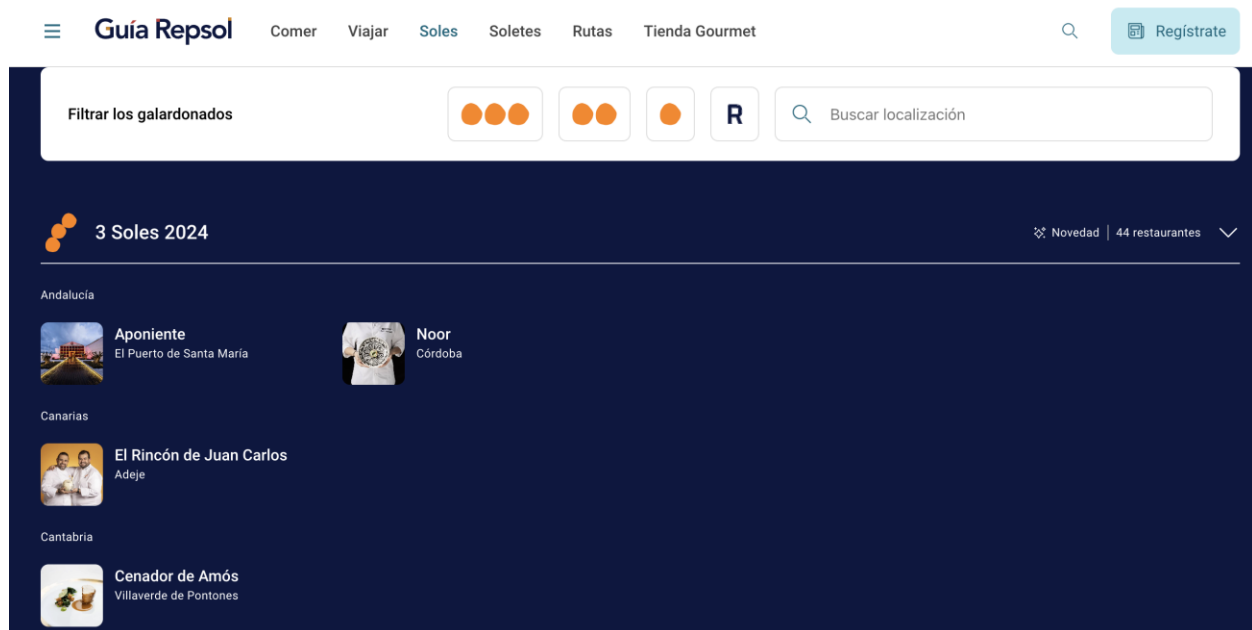 Guía Repsol Comer Viajar Soles Soletes Rutas Tienda Gourmet Regístrate
Filtrar los galardonados R Buscar localización
3 Soles 2024 Novedad | 44 restaurantes
Andalucía
Aponiente
El Puerto de Santa María
Noor
Córdoba
Canarias
El Rincón de Juan Carlos
Adeje
Cantabria
Cenador de Amós
Villaverde de Pontones